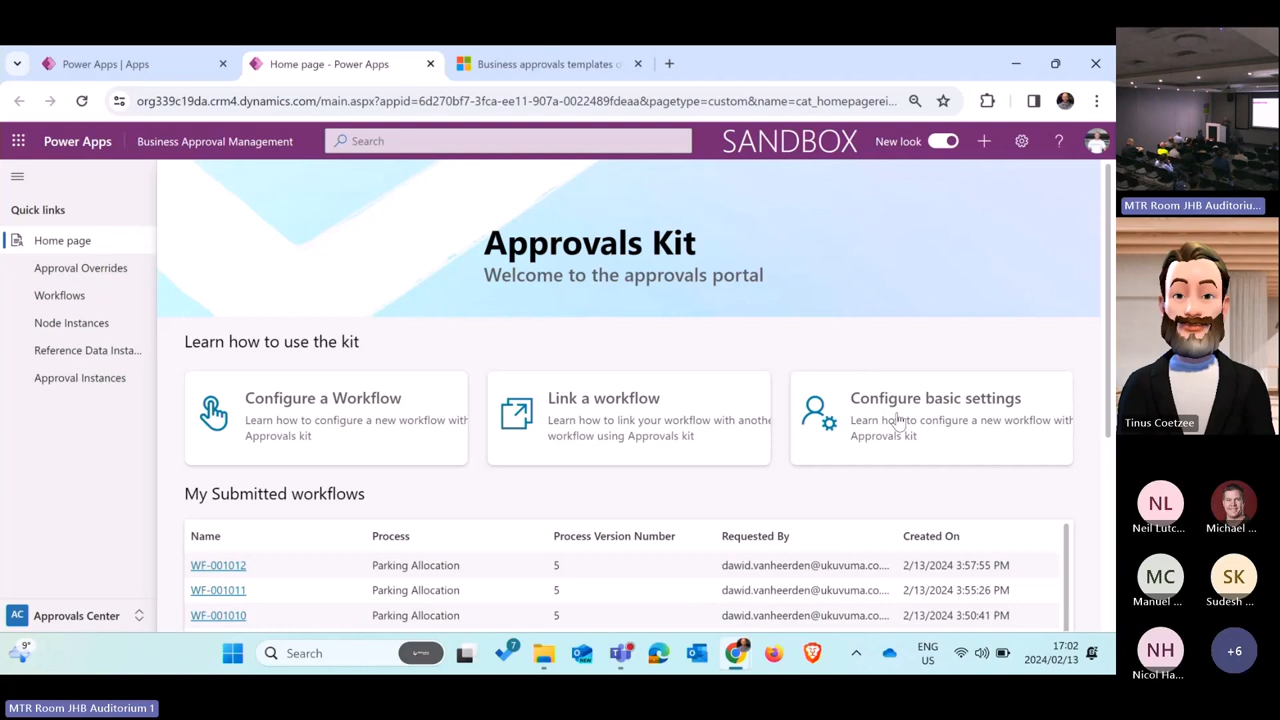 Power Apps | Apps
Home page - Power Apps
Business approvals templates o
org339c19da.crm4.dynamics.com/main.aspx?appid=6d270bf7-3fca-ee11-907a-0022489fdeaa&pagetype=custom&name=cat_homepagerei...
Power Apps
Business Approval Management
Search
SANDBOX
New look
Quick links
Home page
Approval Overrides
Workflows
Node Instances
Reference Data Insta...
Approval Instances
AC
Approvals Center
Approvals Kit
Welcome to the approvals portal
Learn how to use the kit
Configure a Workflow
Learn how to configure a new workflow with
Approvals kit
Link a workflow
Learn how to link your workflow with anothe
workflow using Approvals kit
Configure basic settings
Learn how to configure a new workflow with
Approvals kit
My Submitted workflows
Name Process Process Version Number Requested By Created On
WF-001012 Parking Allocation 5 dawid.vanheerden@ukuvuma.co.... 2/13/2024 3:57:55 PM
WF-001011 Parking Allocation 5 dawid.vanheerden@ukuvuma.co.... 2/13/2024 3:55:26 PM
WF-001010 Parking Allocation 5 dawid.vanheerden@ukuvuma.co.... 2/13/2024 3:50:41 PM
9°
Search
7
ENG
US
17:02
2024/02/13
MTR Room JHB Auditoriu...
Tinus Coetzee
NL
Neil Lutc...
Michael ...
MC
Manuel ...
SK
Sudesh ...
NH
Nicol Ha...
+6
MTR Room JHB Auditorium 1